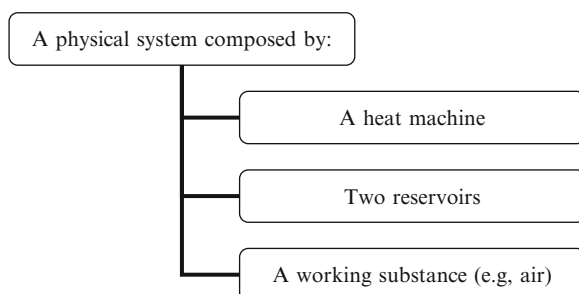 A physical system composed by:
A heat machine
Two reservoirs
A working substance (e.g, air)